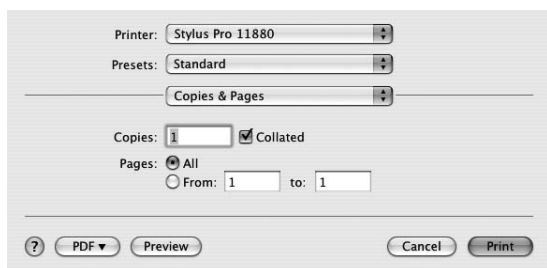 Printer: Stylus Pro 11880
Presets: Standard
Copies & Pages
Copies: 1 Collated
Pages: All
From: 1 to: 1
? PDF ▼ Preview Cancel Print